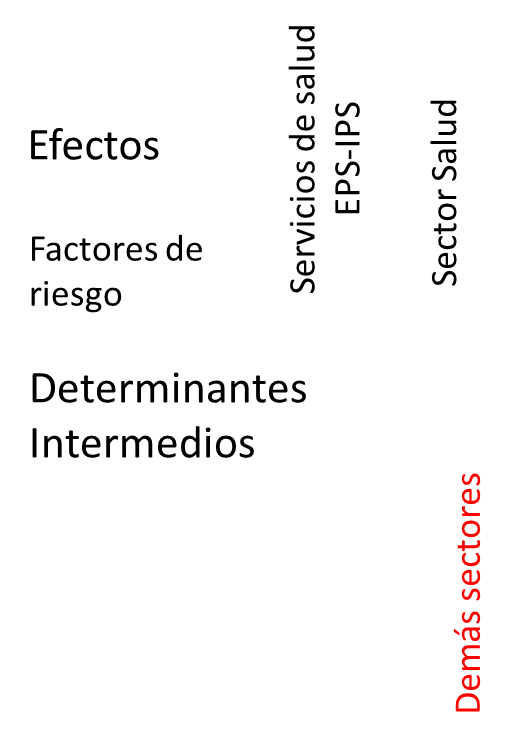 Efectos
Factores de
riesgo
Determinantes
Intermedios
Servicios de salud
EPS-IPS
Sector Salud
Demás sectores